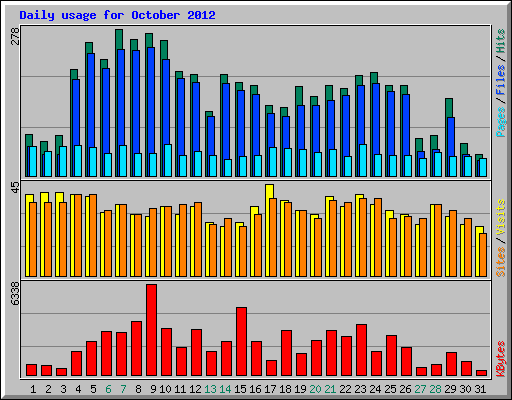 Daily usage for October 2012
278
Pages / Files / Hits
45
Sites / Visits
6338
KBytes
1 2 3 4 5 6 7 8 9 10 11 12 13 14 15 16 17 18 19 20 21 22 23 24 25 26 27 28 29 30 31